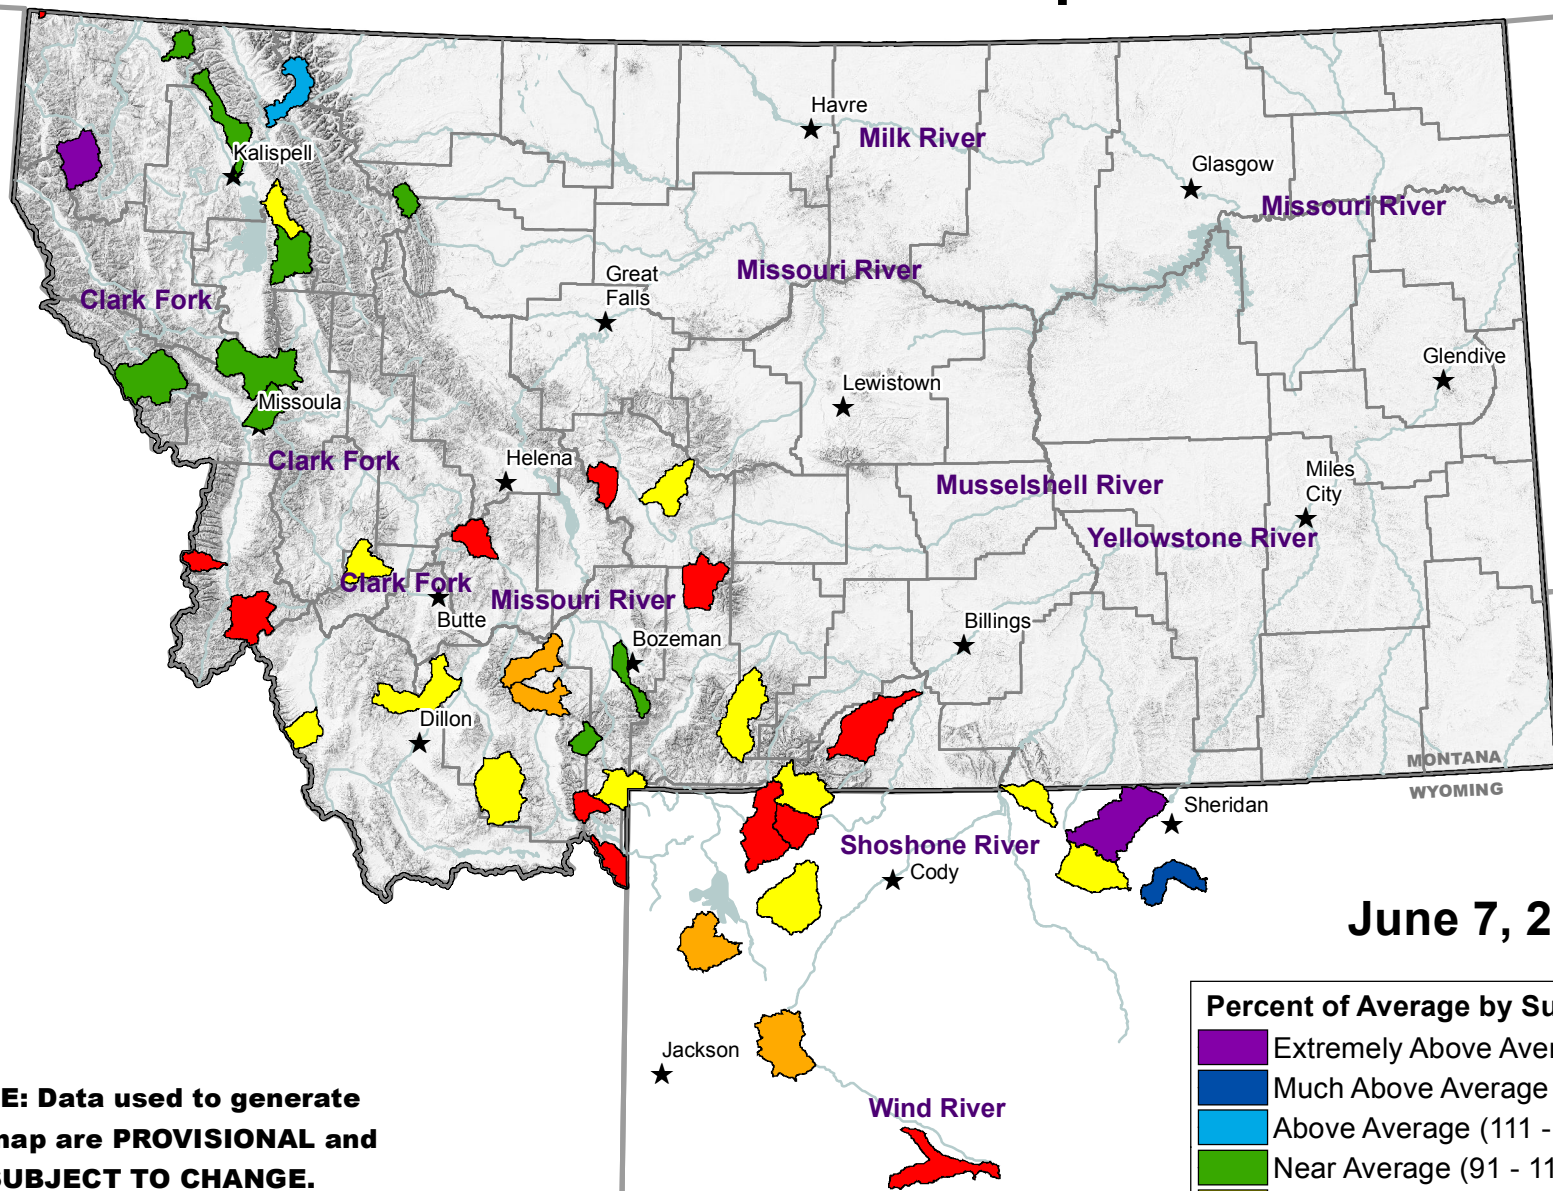 Havre
Milk River
Kalispell
Glasgow
Missouri River
Great
Falls
Missouri River
Clark Fork
Glendive
Lewistown
Missoula
Clark Fork
Helena
Miles
City
Musselshell River
Yellowstone River
Clark Fork
Missouri River
Butte
Billings
Bozeman
Dillon
MONTANA
WYOMING
Sheridan
Shoshone River
Cody
June 7, 2
Percent of Average by Su
Extremely Above Aver
Much Above Average
Above Average (111 -
Near Average (91 - 11
Jackson
Wind River
E: Data used to generate
map are PROVISIONAL and
SUBJECT TO CHANGE.